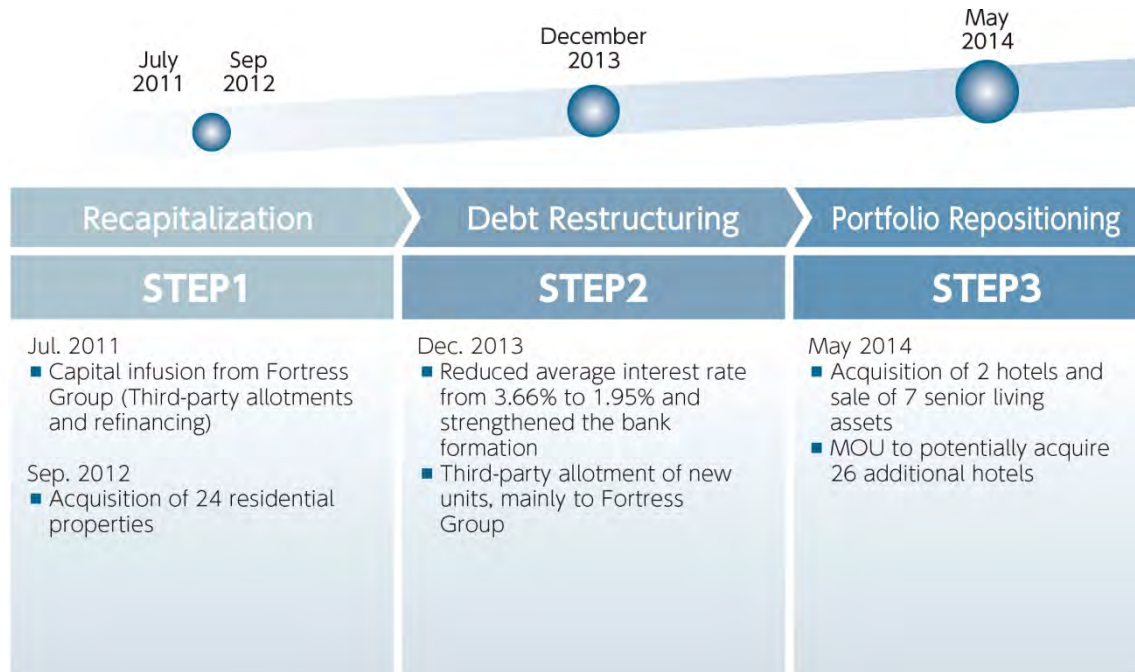 July
2011
Sep
2012
December
2013
May
2014
Recapitalization
Debt Restructuring
Portfolio Repositioning
STEP1
STEP2
STEP3
Jul. 2011
■ Capital infusion from Fortress
Group (Third-party allotments
and refinancing)
Sep. 2012
■ Acquisition of 24 residential
properties
Dec. 2013
■ Reduced average interest rate
from 3.66% to 1.95% and
strengthened the bank
formation
■ Third-party allotment of new
units, mainly to Fortress
Group
May 2014
■ Acquisition of 2 hotels and
sale of 7 senior living
assets
■ MOU to potentially acquire
26 additional hotels